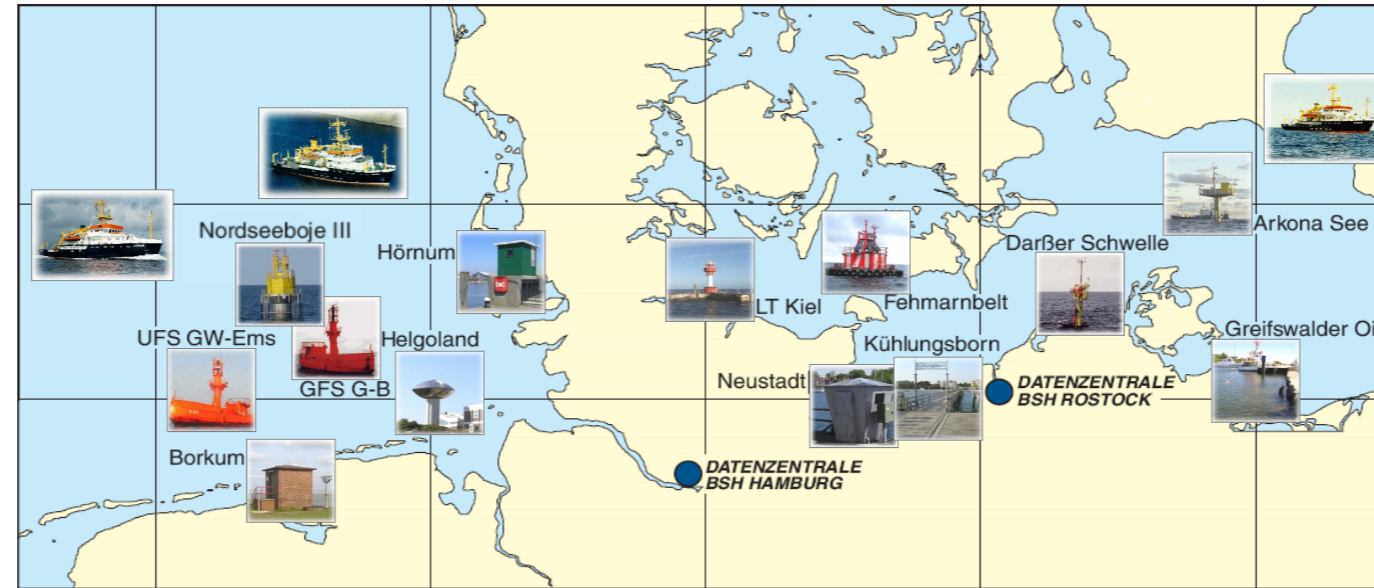 Nordseeboje III
Hörnum
Arkona See
Darßer Schwelle
LT Kiel
Fehmarnbelt
UFS GW-Ems
Helgoland
Kühlungsborn
Greifswalder Oi
GFS G-B
Neustadt
DATENZENTRALE
BSH ROSTOCK
Borkum
DATENZENTRALE
BSH HAMBURG